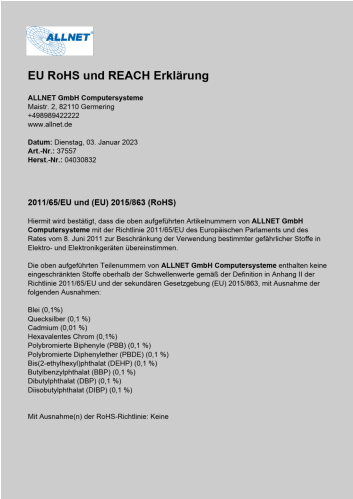 ALLNET®
EU RoHS und REACH Erklärung
ALLNET GmbH Computersysteme
Maistr. 2, 82110 Germering
+498989422222
www.allnet.de
Datum: Dienstag, 03. Januar 2023
Art.-Nr.: 37557
Herst.-Nr.: 04030832
2011/65/EU und (EU) 2015/863 (RoHS)
Hiermit wird bestätigt, dass die oben aufgeführten Artikelnummern von ALLNET GmbH
Computersysteme mit der Richtlinie 2011/65/EU des Europäischen Parlaments und des
Rates vom 8. Juni 2011 zur Beschränkung der Verwendung bestimmter gefährlicher Stoffe in
Elektro- und Elektronikgeräten übereinstimmen.
Die oben aufgeführten Teilenummern von ALLNET GmbH Computersysteme enthalten keine
eingeschränkten Stoffe oberhalb der Schwellenwerte gemäß der Definition in Anhang II der
Richtlinie 2011/65/EU und der sekundären Gesetzgebung (EU) 2015/863, mit Ausnahme der
folgenden Ausnahmen:
Blei (0,1%)
Quecksilber (0,1 %)
Cadmium (0,01 %)
Hexavalentes Chrom (0,1%)
Polybromierte Biphenyle (PBB) (0,1 %)
Polybromierte Diphenylether (PBDE) (0,1 %)
Bis(2-ethylhexyl)phthalat (DEHP) (0,1 %)
Butylbenzylphthalat (BBP) (0,1 %)
Dibutylphthalat (DBP) (0,1 %)
Diisobutylphthalat (DIBP) (0,1 %)
Mit Ausnahme(n) der RoHS-Richtlinie: Keine